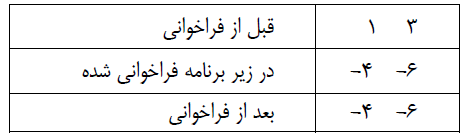 قبل از فراخوانی ۱ ۳
در زیر برنامه فراخوانی شده -۴ -۶
بعد از فراخوانی -۴ -۶